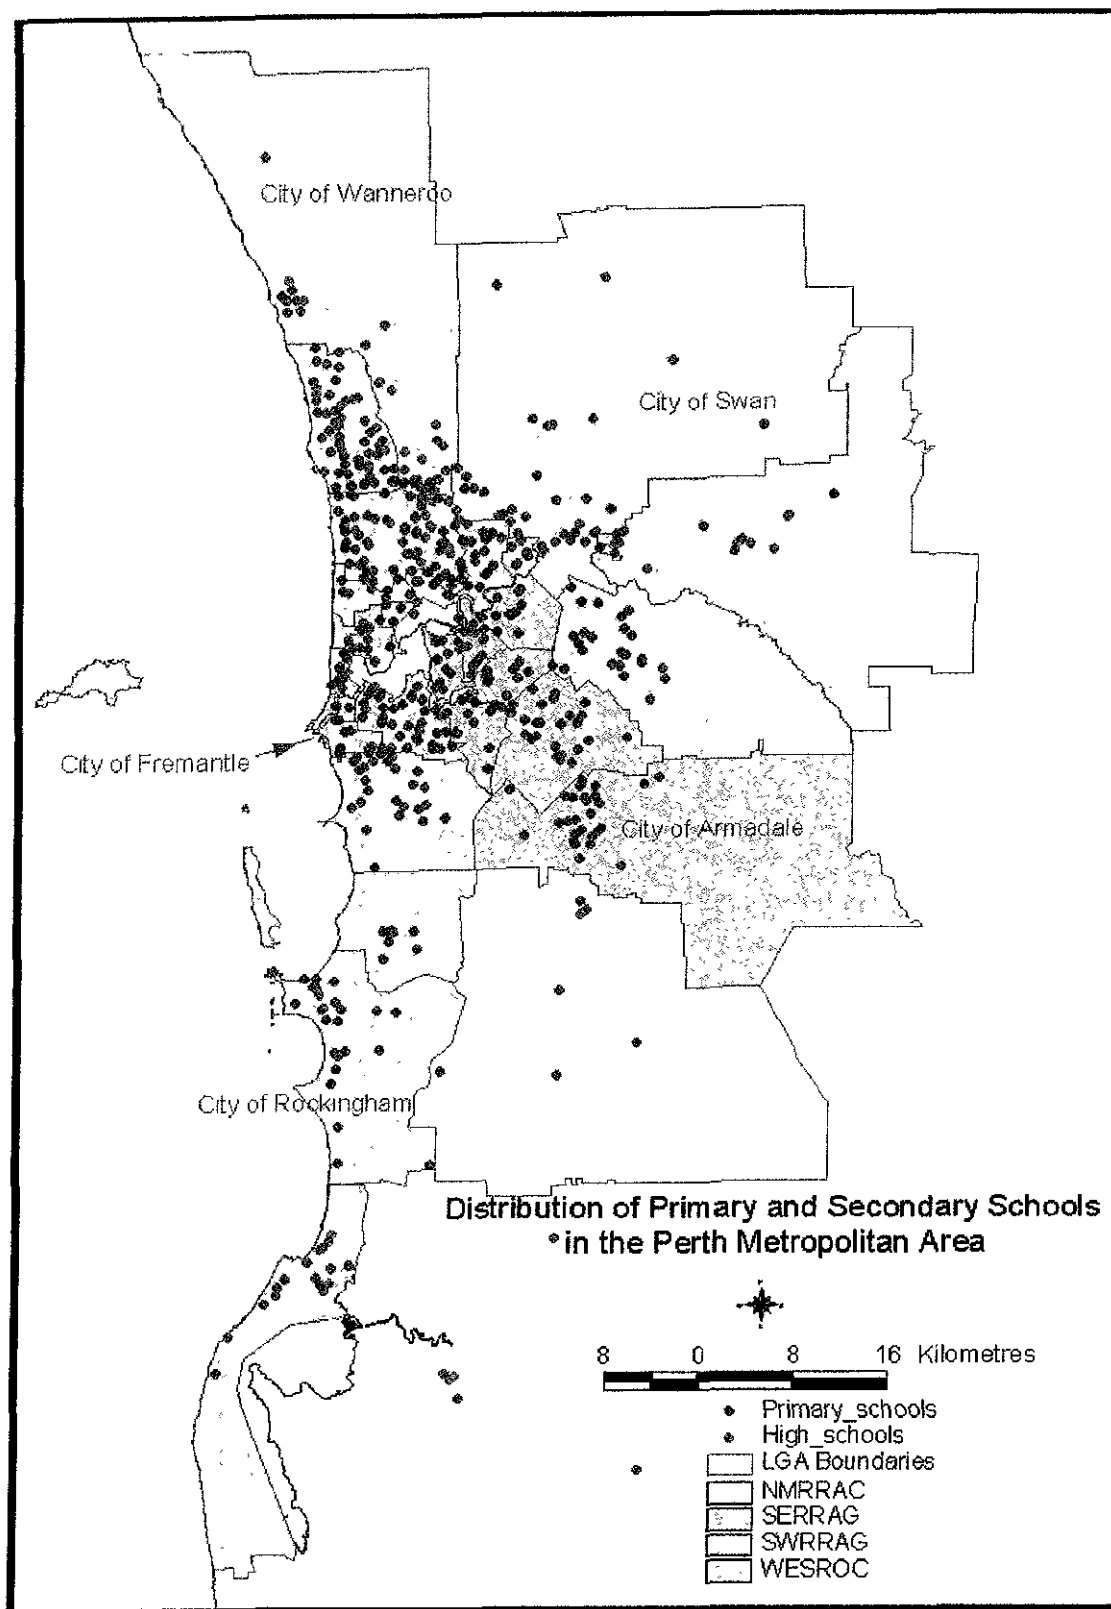 City of Wanneroo
City of Swan
City of Fremantle
City of Armadale
City of Rockingham
Distribution of Primary and Secondary Schools
in the Perth Metropolitan Area
8 0 8 16 Kilometres
Primary_schools
High_schools
LGA Boundaries
NMRRAC
SERRAG
SWRRAG
WESROC